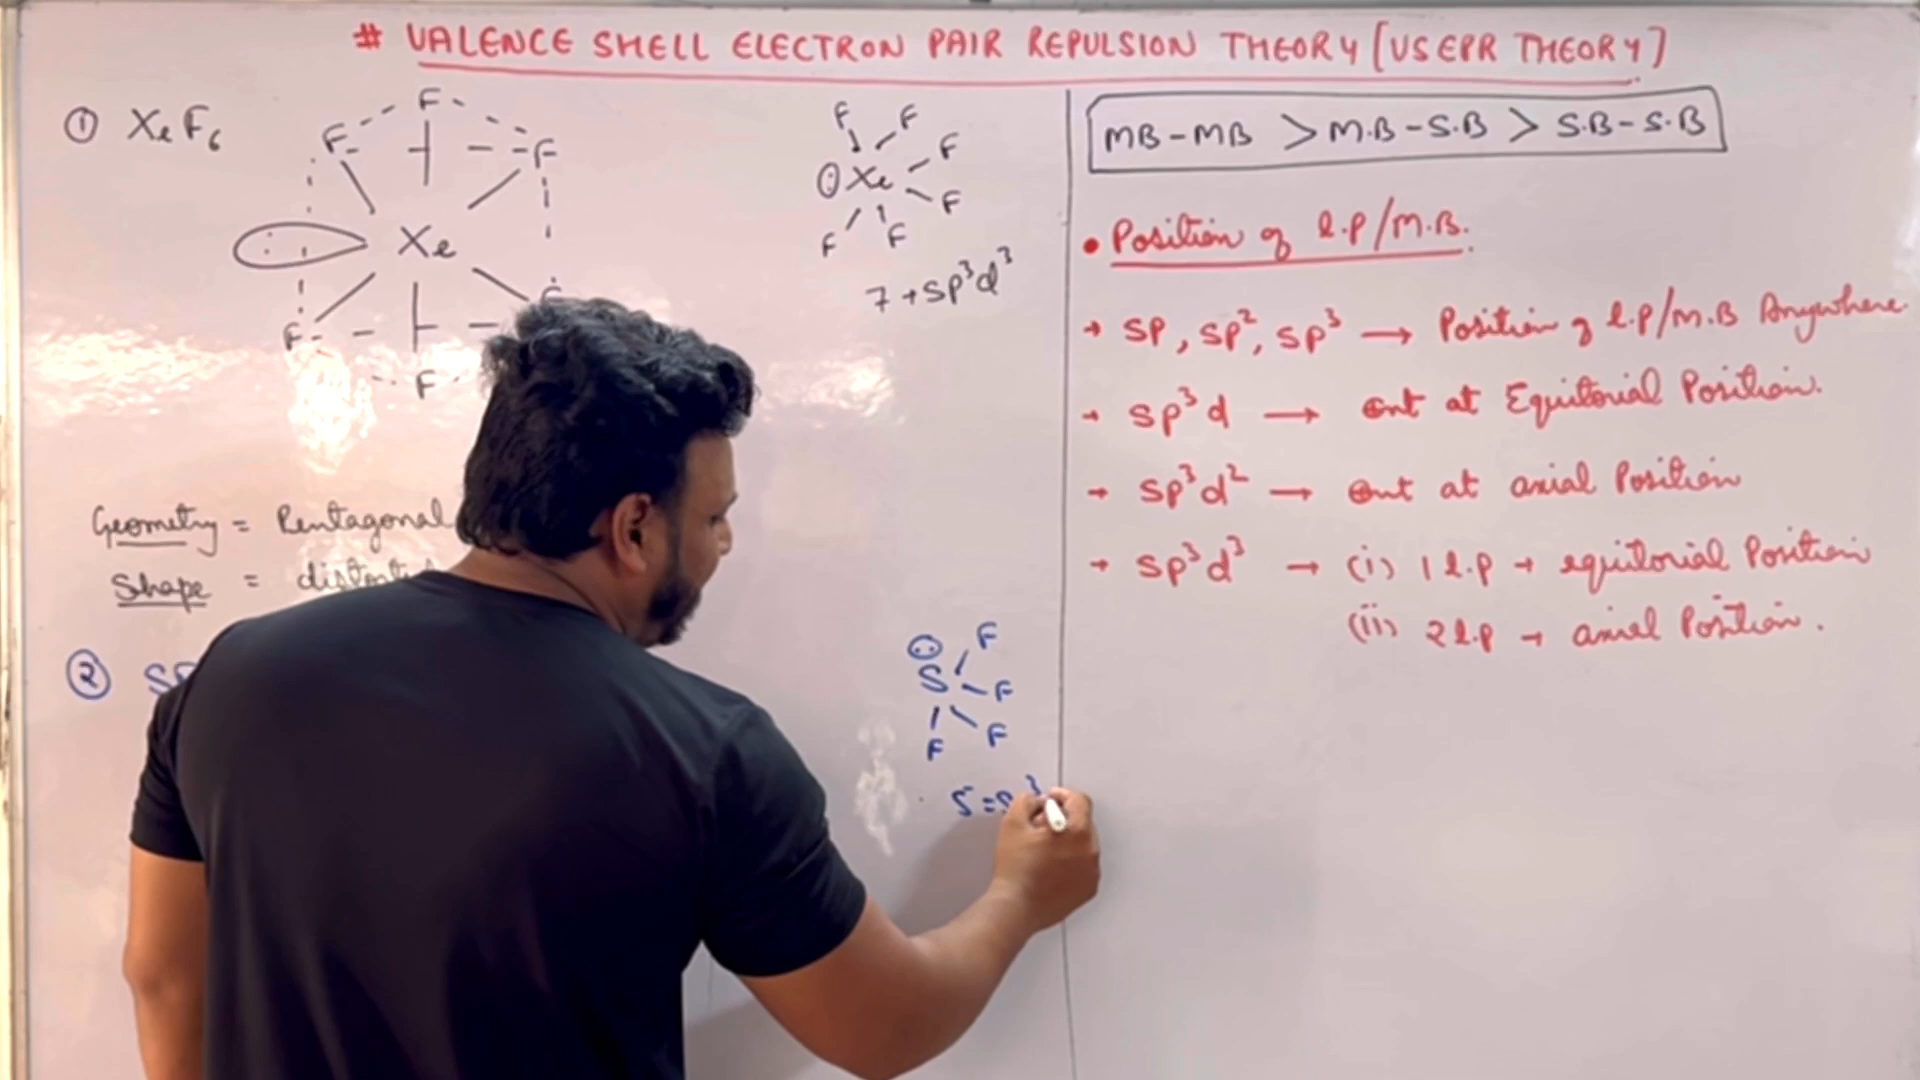 # VALENCE SHELL ELECTRON PAIR REPULSION THEORY [VSEPR THEORY]
① XeF₆
F
F F
Xe
F
F
F F
F
Xe
F
F
F F
7 → sp³d³
Geometry = Pentagonal
Shape =
②
F
S
F
F
F
MB-MB > M.B-S.B > S.B-S.B
• Position of l.p/M.B.
→ sp, sp², sp³ → Position of l.p/M.B Anywhere
→ sp³d → at Equitorial Position.
→ sp³d² → at axial Position
→ sp³d³ → (i) 1 l.p → equitorial Position
(ii) 2 l.p → axial Position.